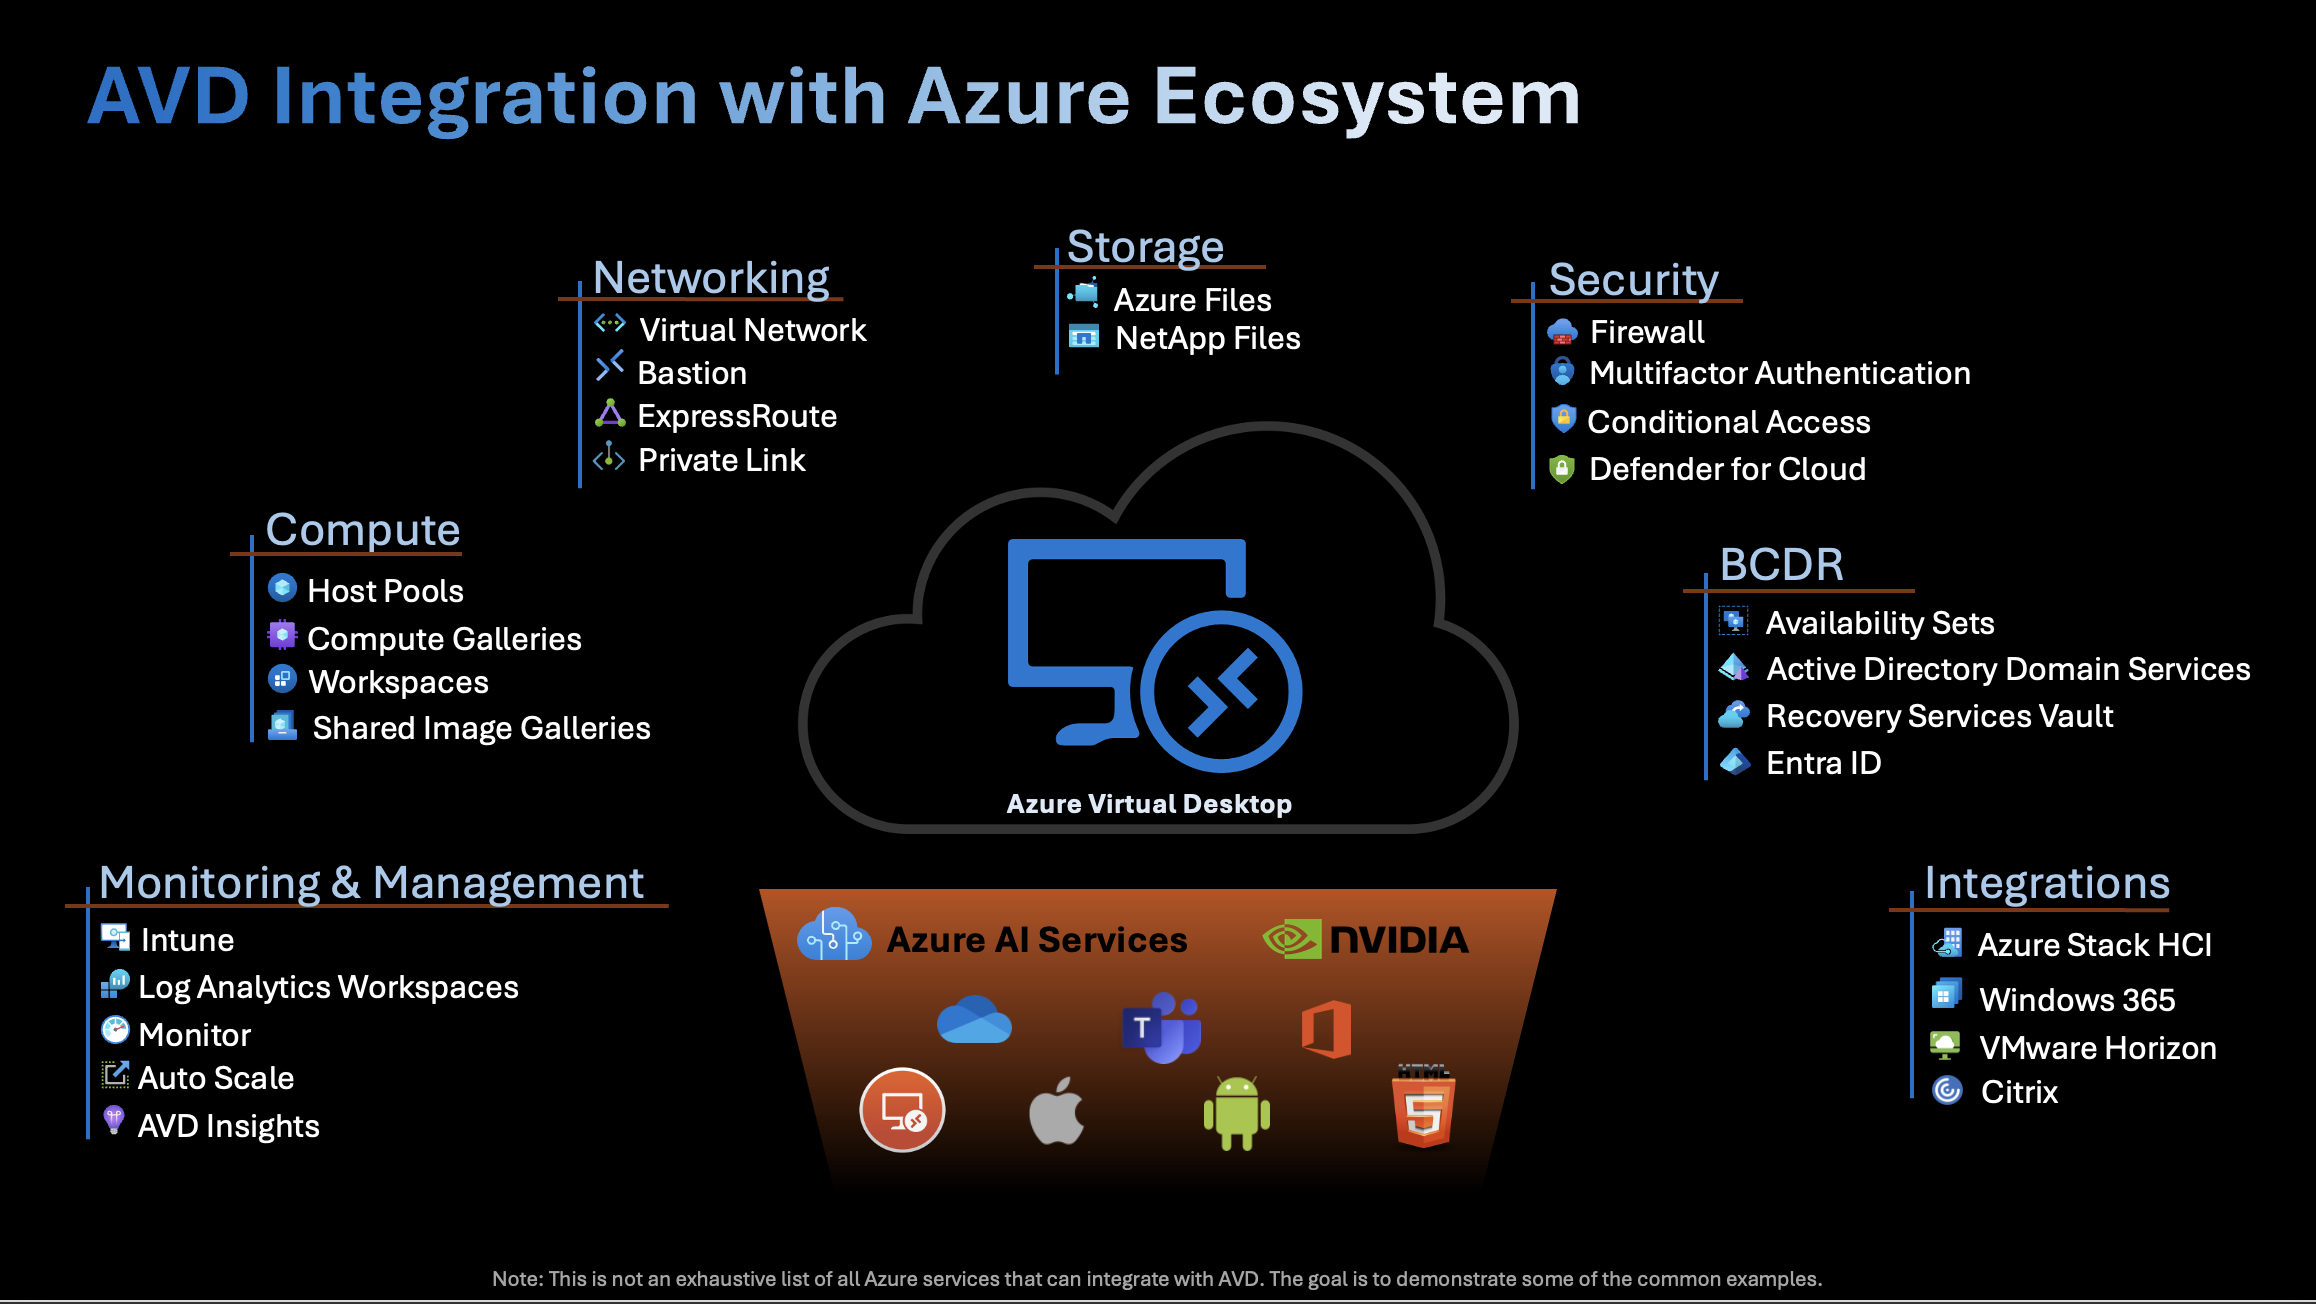 AVD Integration with Azure Ecosystem
Networking
Virtual Network
Bastion
ExpressRoute
Private Link
Storage
Azure Files
NetApp Files
Security
Firewall
Multifactor Authentication
Conditional Access
Defender for Cloud
Compute
Host Pools
Compute Galleries
Workspaces
Shared Image Galleries
Azure Virtual Desktop
BCDR
Availability Sets
Active Directory Domain Services
Recovery Services Vault
Entra ID
Monitoring & Management
Intune
Log Analytics Workspaces
Monitor
Auto Scale
AVD Insights
Azure AI Services
NVIDIA
T
HTML
5
Integrations
Azure Stack HCI
Windows 365
VMware Horizon
Citrix
Note: This is not an exhaustive list of all Azure services that can integrate with AVD. The goal is to demonstrate some of the common examples.